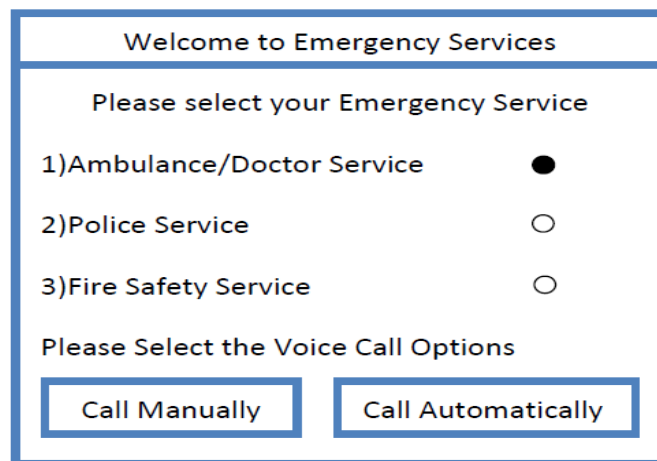 Welcome to Emergency Services
Please select your Emergency Service
1)Ambulance/Doctor Service
2)Police Service
3)Fire Safety Service
Please Select the Voice Call Options
Call Manually
Call Automatically